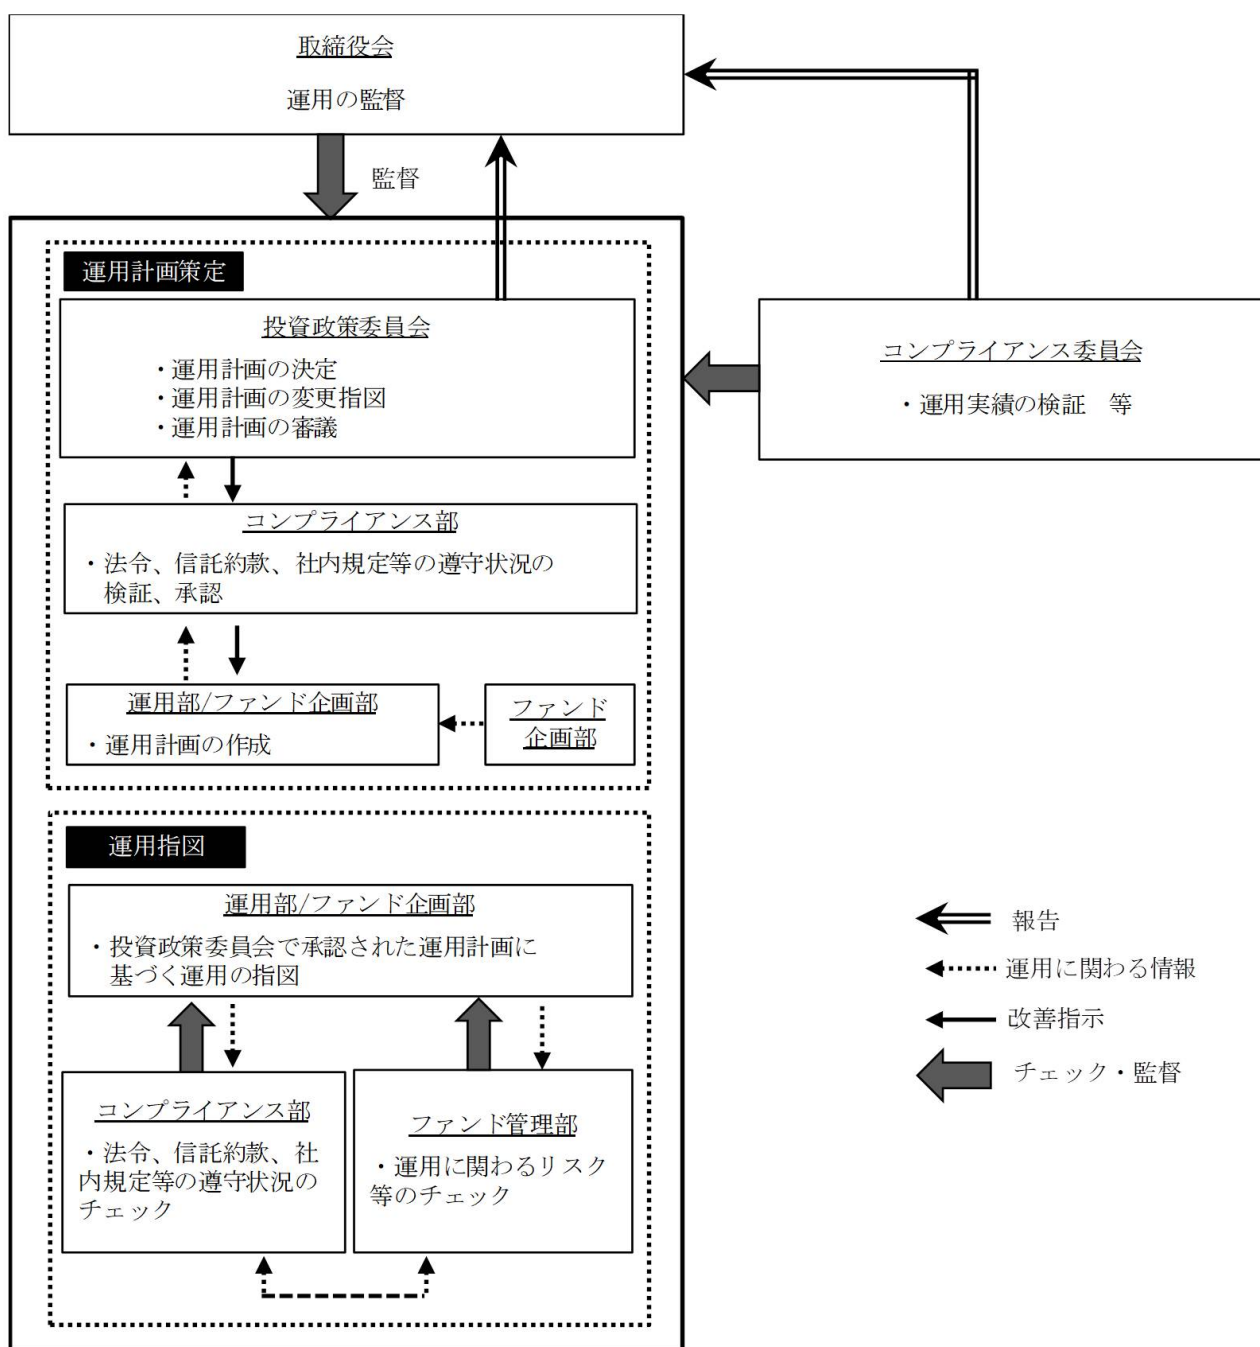 取締役会
運用の監督
監督
運用計画策定
投資政策委員会
・運用計画の決定
・運用計画の変更指図
・運用計画の審議
コンプライアンス委員会
・運用実績の検証　等
コンプライアンス部
・法令、信託約款、社内規定等の遵守状況の
検証、承認
運用部/ファンド企画部
・運用計画の作成
ファンド
企画部
運用指図
運用部/ファンド企画部
・投資政策委員会で承認された運用計画に
基づく運用の指図
コンプライアンス部
・法令、信託約款、社
内規定等の遵守状況の
チェック
ファンド管理部
・運用に関わるリスク
等のチェック
報告
運用に関わる情報
改善指示
チェック・監督